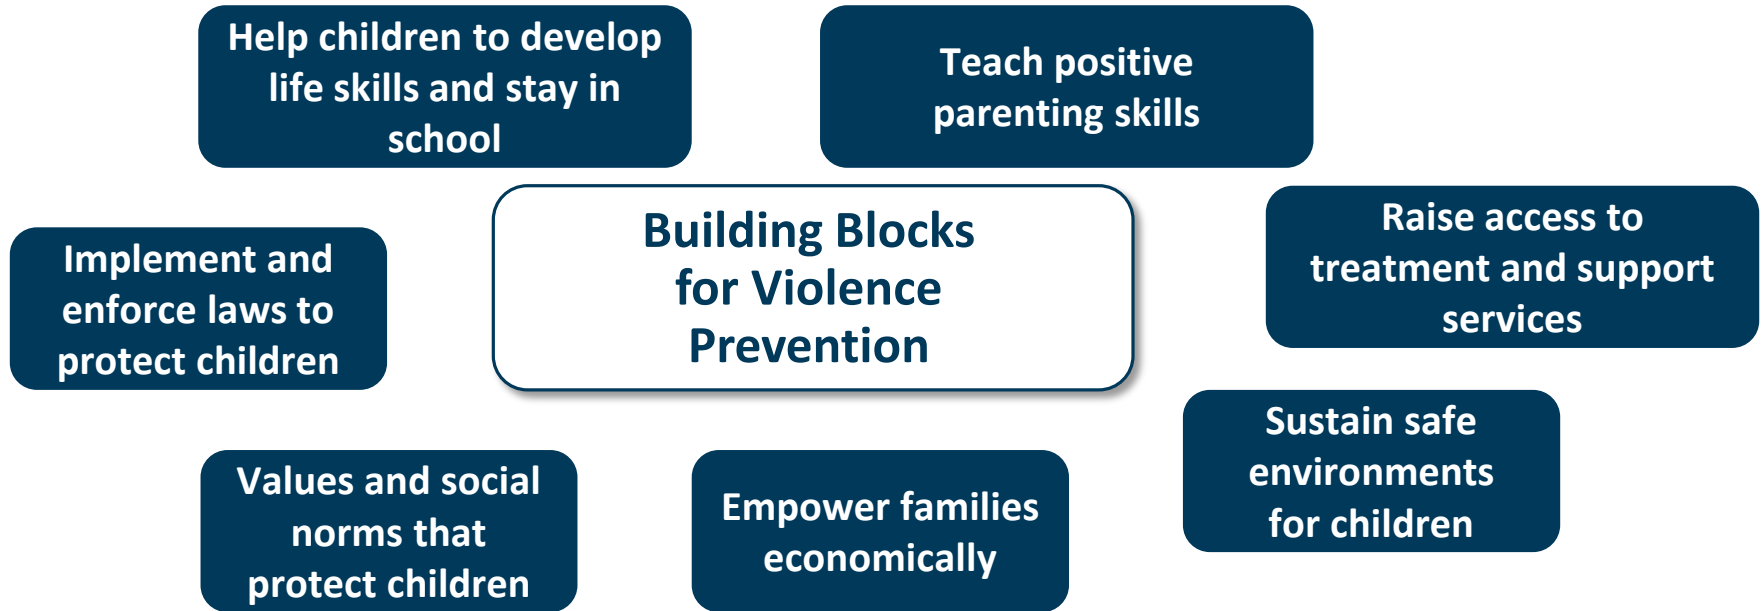 Help children to develop
life skills and stay in
school
Teach positive
parenting skills
Building Blocks
for Violence
Prevention
Raise access to
treatment and support
services
Implement and
enforce laws to
protect children
Sustain safe
environments
for children
Values and social
norms that
protect children
Empower families
economically